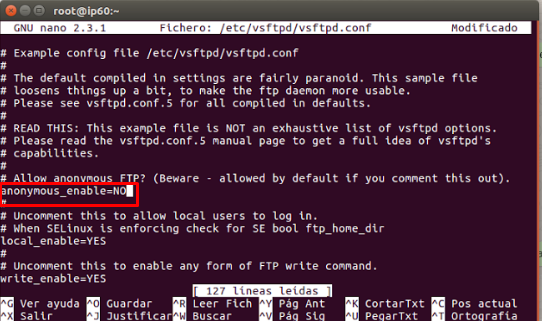 root@ip60:~
GNU nano 2.3.1 Fichero: /etc/vsftpd/vsftpd.conf Modificado
# Example config file /etc/vsftpd/vsftpd.conf
#
# The default compiled in settings are fairly paranoid. This sample file
# loosens things up a bit, to make the ftp daemon more usable.
# Please see vsftpd.conf.5 for all compiled in defaults.
#
# READ THIS: This example file is NOT an exhaustive list of vsftpd options.
# Please read the vsftpd.conf.5 manual page to get a full idea of vsftpd's
# capabilities.
#
# Allow anonymous FTP? (Beware - allowed by default if you comment this out).
anonymous_enable=NO
#
# Uncomment this to allow local users to log in.
# When SELinux is enforcing check for SE bool ftp_home_dir
local_enable=YES
#
# Uncomment this to enable any form of FTP write command.
write_enable=YES
[ 127 líneas leídas ]
^G Ver ayuda ^O Guardar ^R Leer Fich ^Y Pág Ant ^K CortarTxt ^C Pos actual
^X Salir ^J Justificar ^W Buscar ^V Pág Sig ^U PegarTxt ^T Ortografía